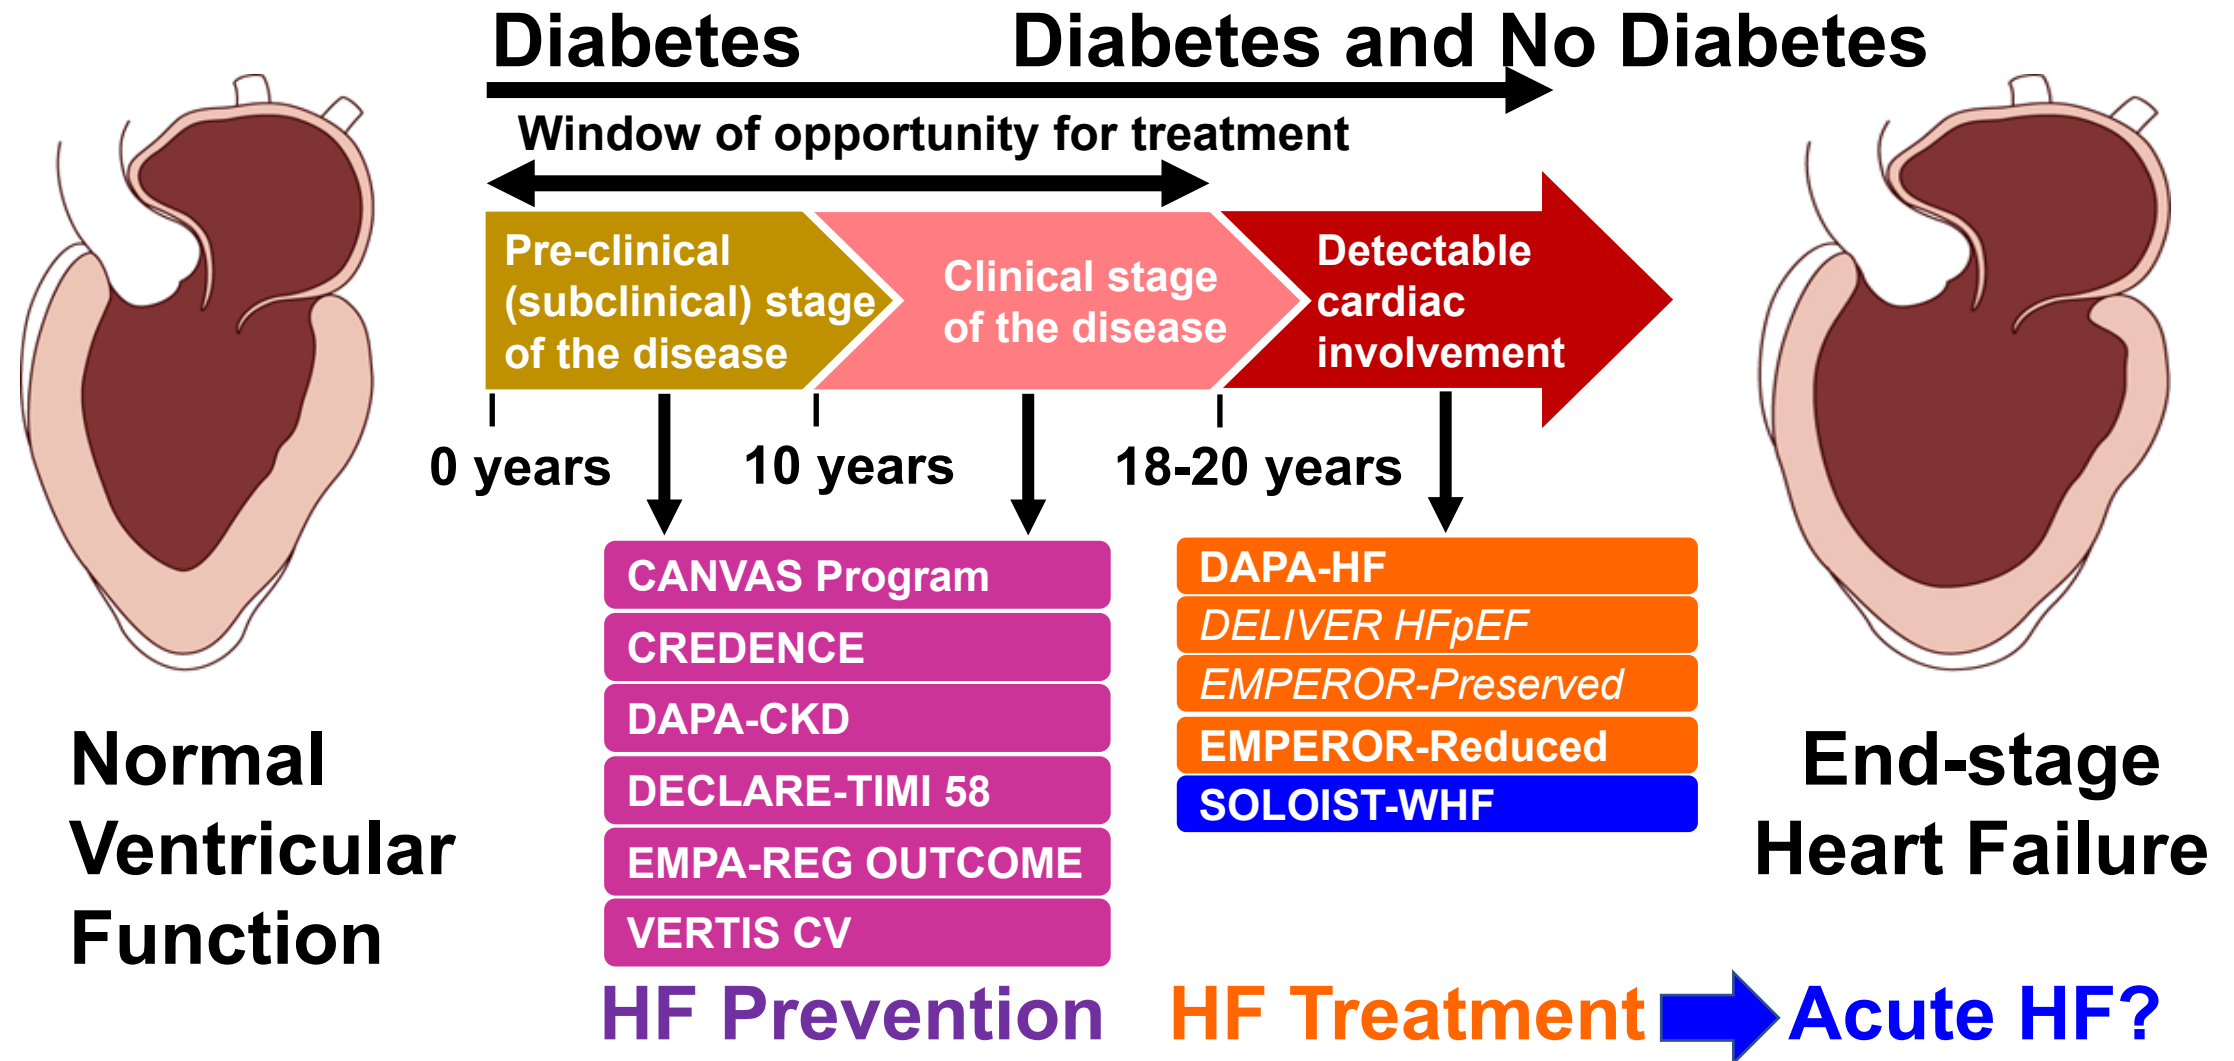 Diabetes
Diabetes and No Diabetes
Window of opportunity for treatment
Pre-clinical
(subclinical) stage
of the disease
Clinical stage
of the disease
Detectable
cardiac
involvement
0 years
10 years
18-20 years
CANVAS Program
CREDENCE
DAPA-CKD
DECLARE-TIMI 58
EMPA-REG OUTCOME
VERTIS CV
DAPA-HF
DELIVER HFpEF
EMPEROR-Preserved
EMPEROR-Reduced
SOLOIST-WHF
Normal
Ventricular
Function
End-stage
Heart Failure
HF Prevention
HF Treatment
Acute HF?